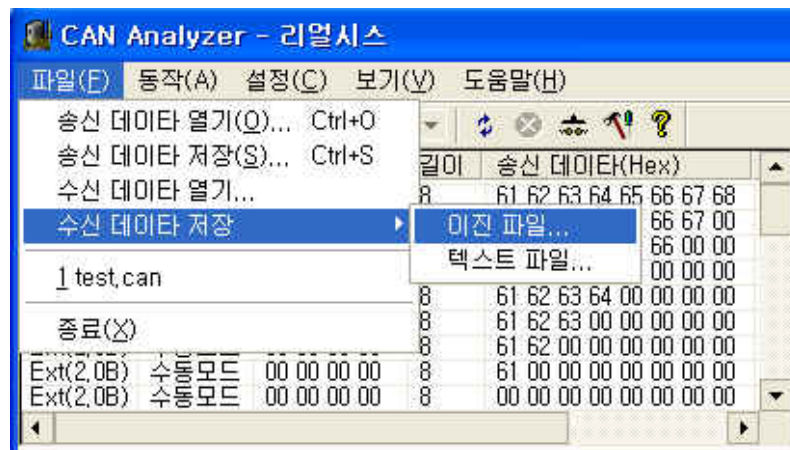 CAN Analyzer - 리얼시스
파일(F) 동작(A) 설정(C) 보기(V) 도움말(H)
송신 데이타 열기(O)... Ctrl+O
송신 데이타 저장(S)... Ctrl+S
수신 데이타 열기...
수신 데이타 저장
1 test.can
종료(X)
이진 파일...
텍스트 파일...
길이 송신 데이타(Hex)
8 61 62 63 64 65 66 67 68
66 67 00
66 00 00
00 00 00
8 61 62 63 64 00 00 00 00
8 61 62 63 00 00 00 00 00
8 61 62 00 00 00 00 00 00
Ext(2.0B) 수동모드 00 00 00 00 8 61 00 00 00 00 00 00 00
Ext(2.0B) 수동모드 00 00 00 00 8 00 00 00 00 00 00 00 00